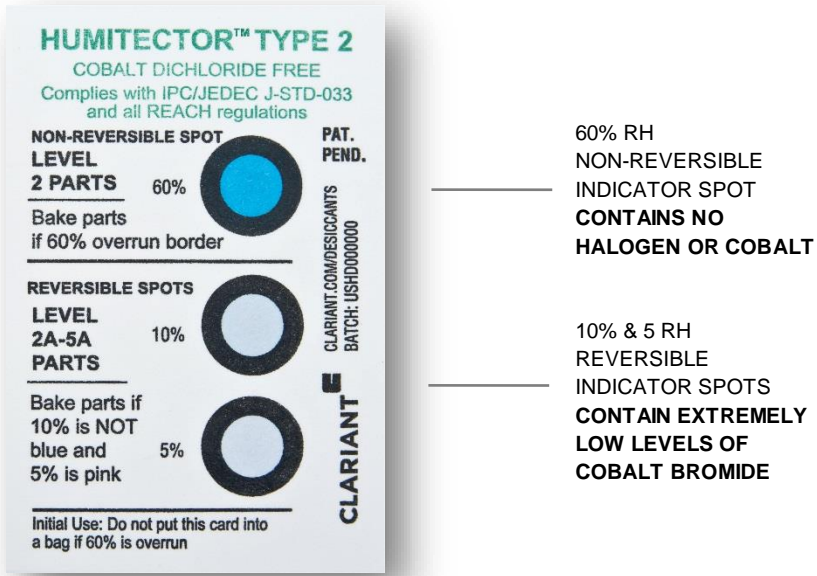 HUMITECTOR™ TYPE 2
COBALT DICHLORIDE FREE
Complies with IPC/JEDEC J-STD-033
and all REACH regulations
NON-REVERSIBLE SPOT
LEVEL
2 PARTS
60%
Bake parts
if 60% overrun border
PAT.
PEND.
REVERSIBLE SPOTS
LEVEL
2A-5A
PARTS
10%
Bake parts if
10% is NOT
blue and
5% is pink
5%
CLARIANT.COM/DESICCANTS
BATCH: USHD000000
CLARIANT
Initial Use: Do not put this card into
a bag if 60% is overrun
60% RH
NON-REVERSIBLE
INDICATOR SPOT
CONTAINS NO
HALOGEN OR COBALT
10% & 5 RH
REVERSIBLE
INDICATOR SPOTS
CONTAIN EXTREMELY
LOW LEVELS OF
COBALT BROMIDE